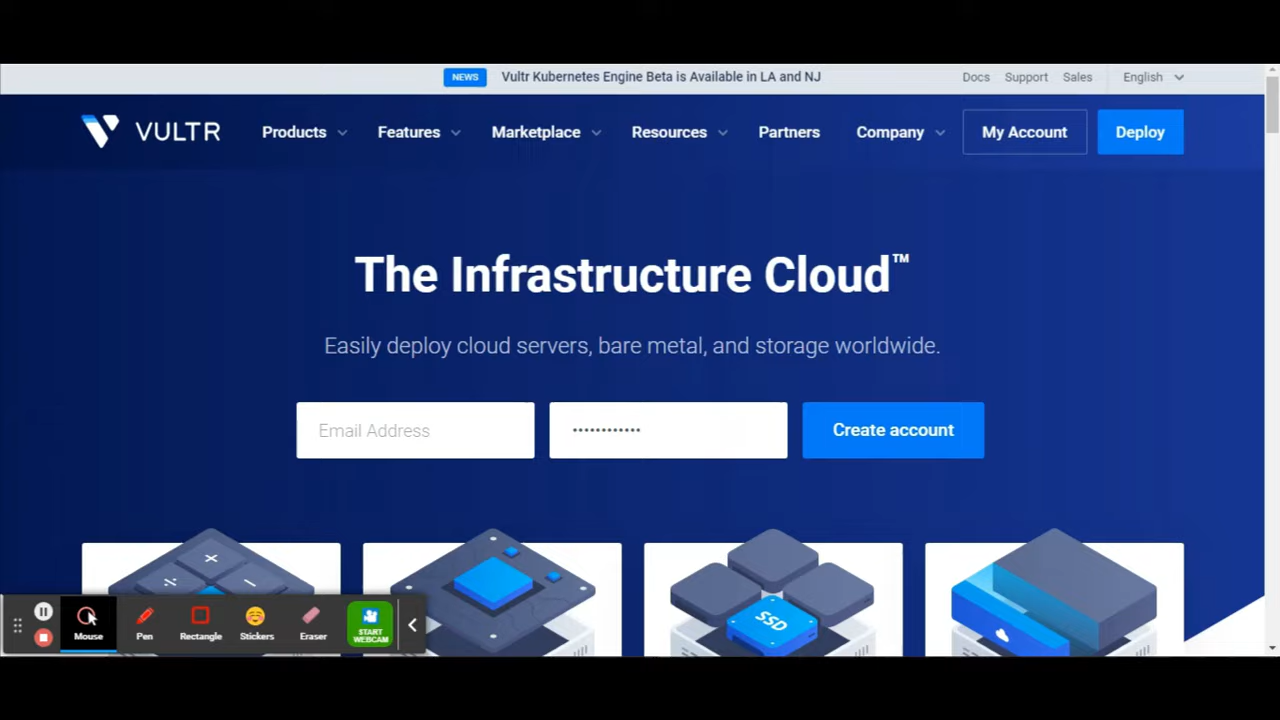 NEWS Vultr Kubernetes Engine Beta is Available in LA and NJ Docs Support Sales English
VULTR Products Features Marketplace Resources Partners Company My Account Deploy
The Infrastructure Cloud™
Easily deploy cloud servers, bare metal, and storage worldwide.
Email Address •••••••••••• Create account
SSD
Mouse Pen Rectangle Stickers Eraser START
WEBCAM